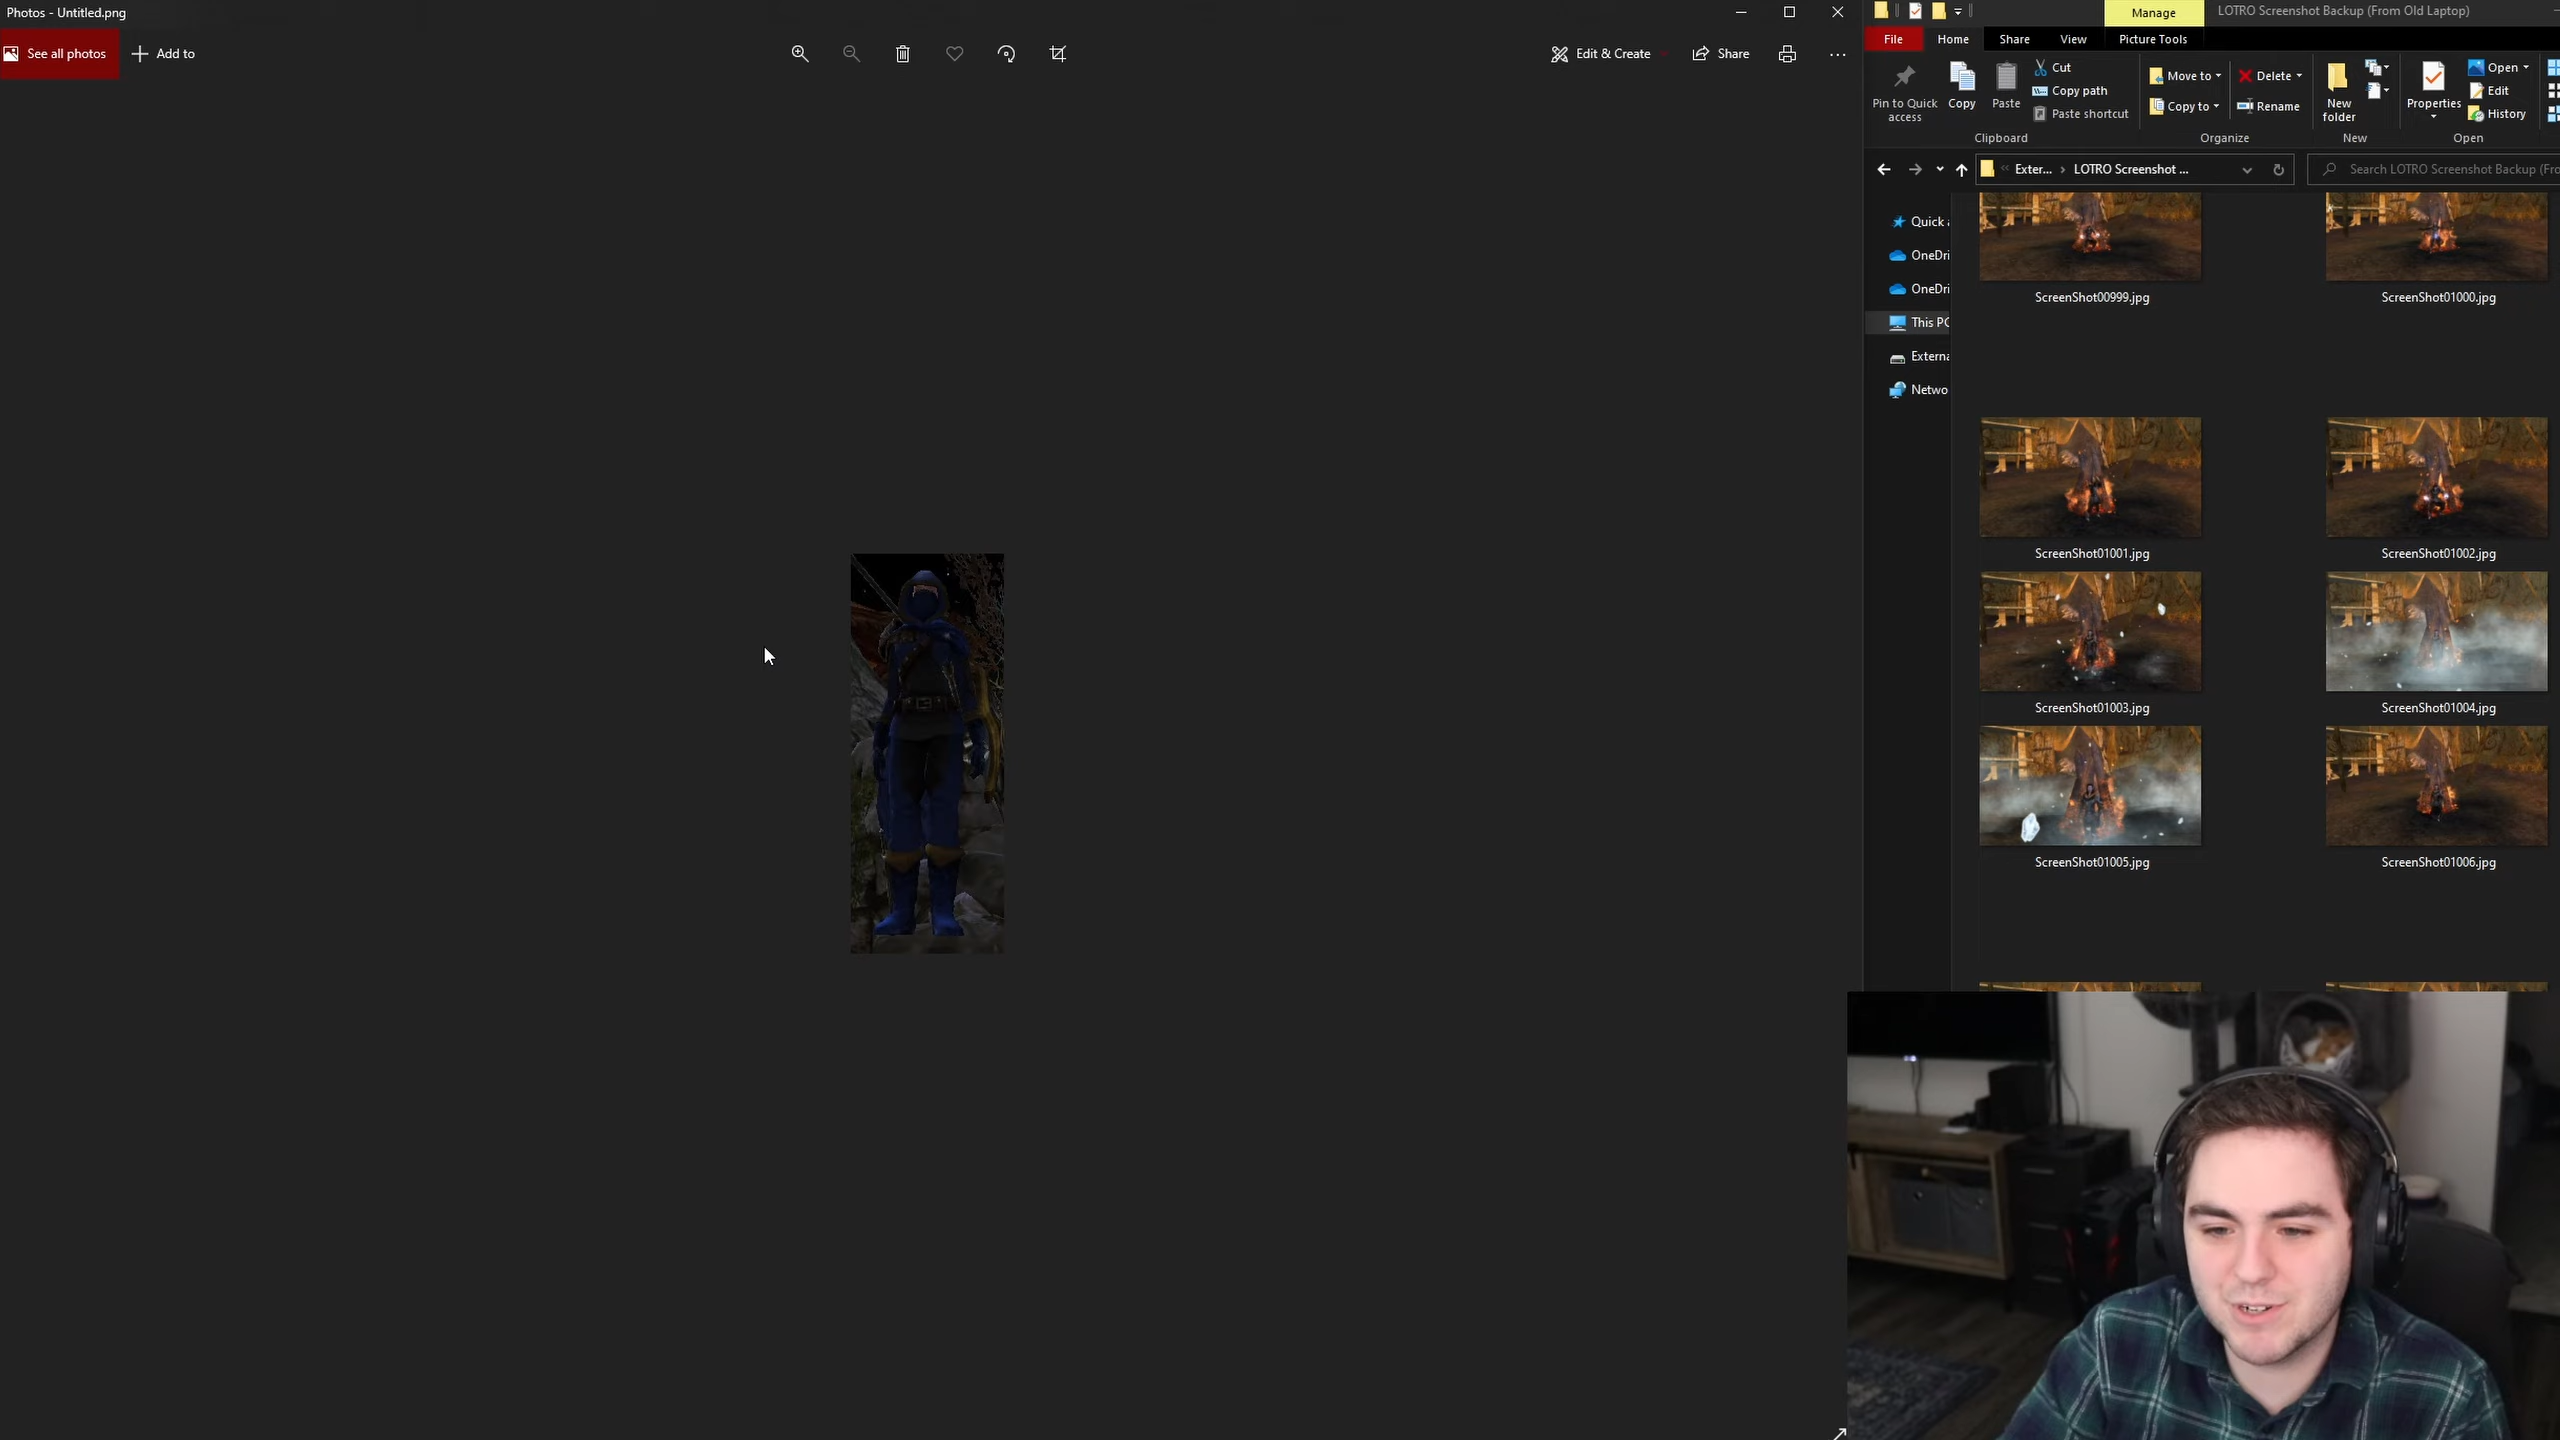 Photos - Untitled.png
See all photos
Add to
Edit & Create
Share
Manage
LOTRO Screenshot Backup (From Old Laptop)
File
Home
Share
View
Picture Tools
Pin to Quick
access
Copy
Paste
Cut
Copy path
Paste shortcut
Move to
Copy to
Delete
Rename
New
folder
Properties
Open
Edit
History
Clipboard
Organize
New
Open
« Exter... › LOTRO Screenshot ...
Search LOTRO Screenshot Backup (Fro
Quick a
OneDri
OneDri
This PC
Externa
Netwo
ScreenShot00999.jpg
ScreenShot01000.jpg
ScreenShot01001.jpg
ScreenShot01002.jpg
ScreenShot01003.jpg
ScreenShot01004.jpg
ScreenShot01005.jpg
ScreenShot01006.jpg